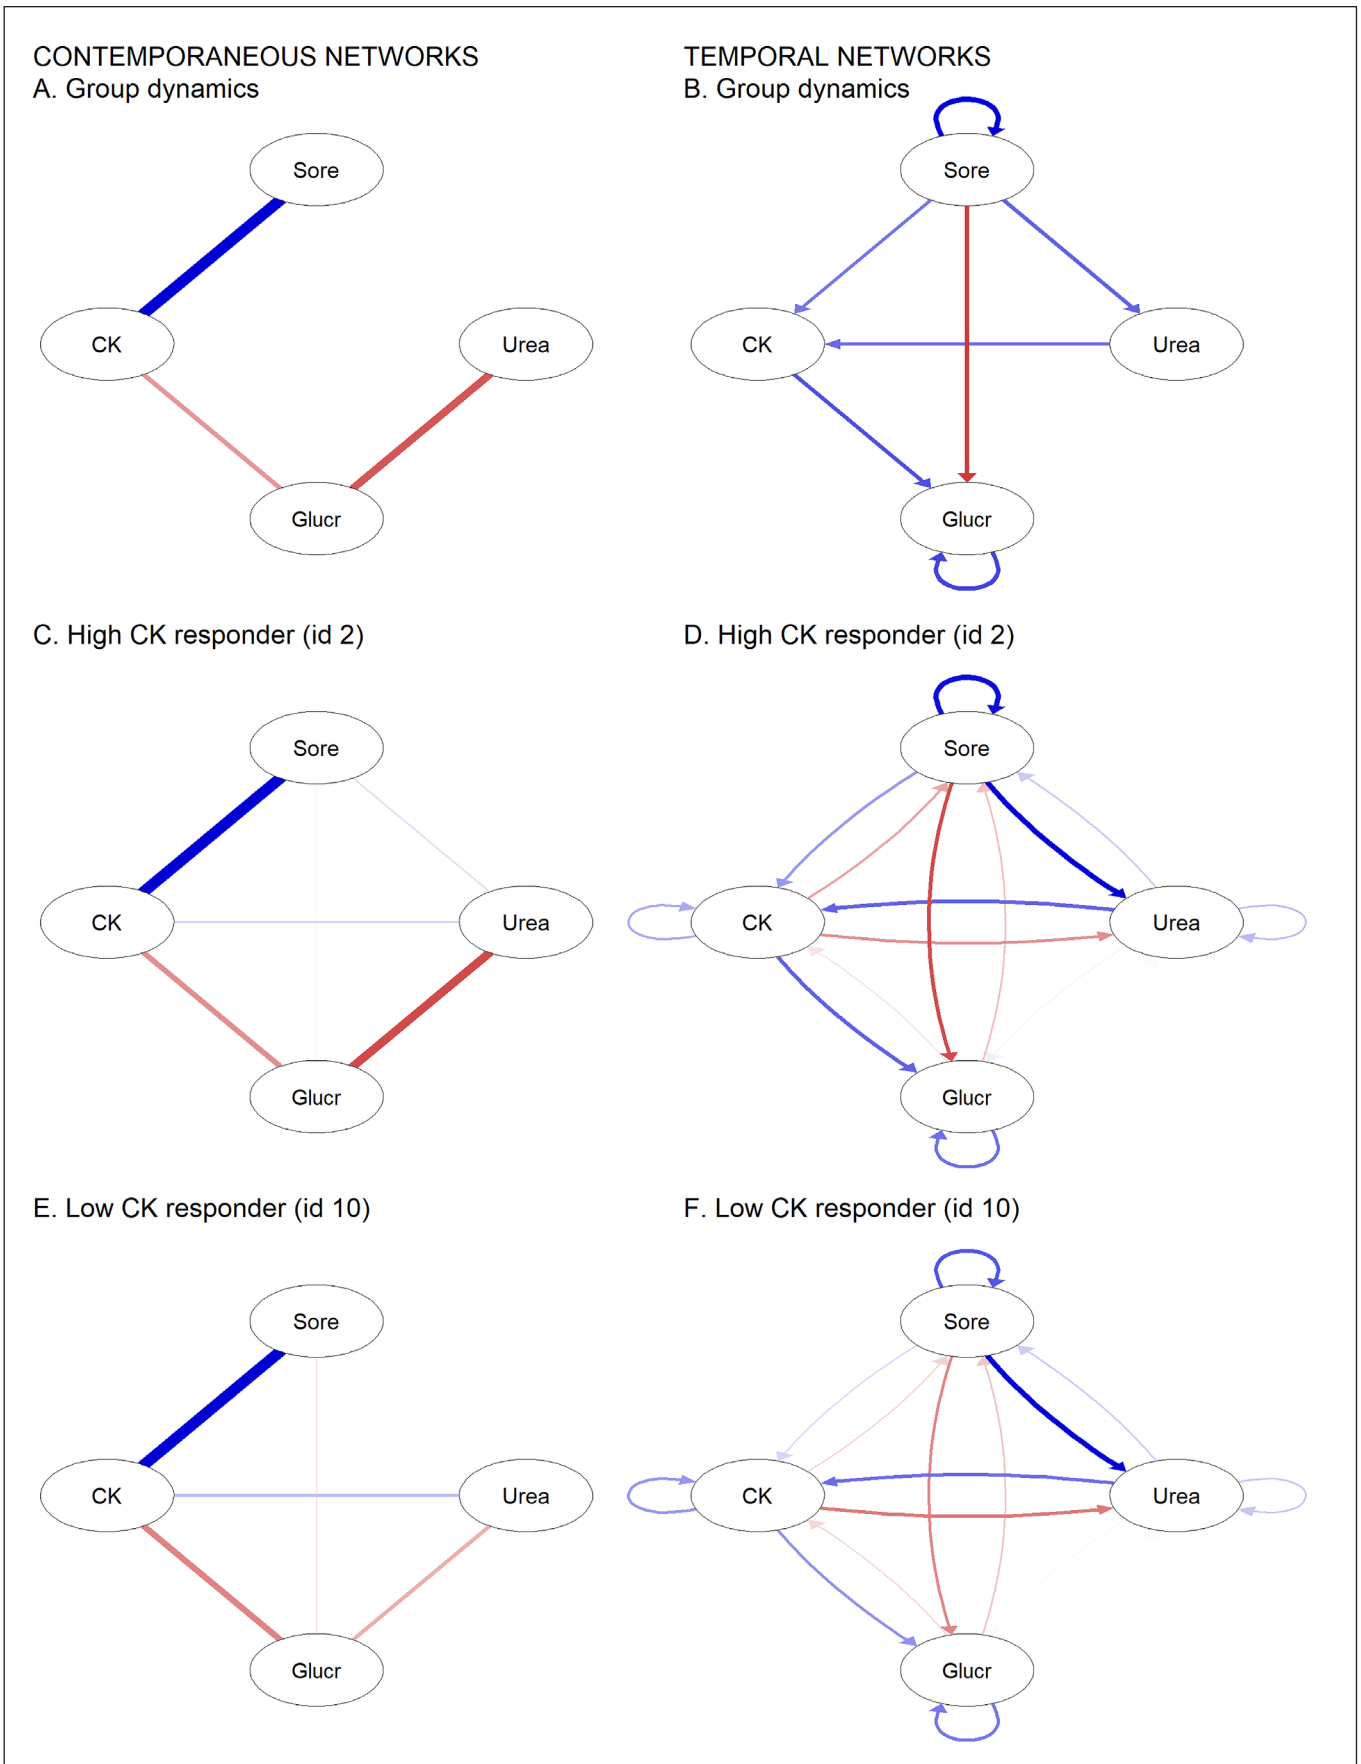 CONTEMPORANEOUS NETWORKS
A. Group dynamics
Sore
CK
Urea
Glucr
TEMPORAL NETWORKS
B. Group dynamics
Sore
CK
Urea
Glucr
C. High CK responder (id 2)
Sore
CK
Urea
Glucr
D. High CK responder (id 2)
Sore
CK
Urea
Glucr
E. Low CK responder (id 10)
Sore
CK
Urea
Glucr
F. Low CK responder (id 10)
Sore
CK
Urea
Glucr